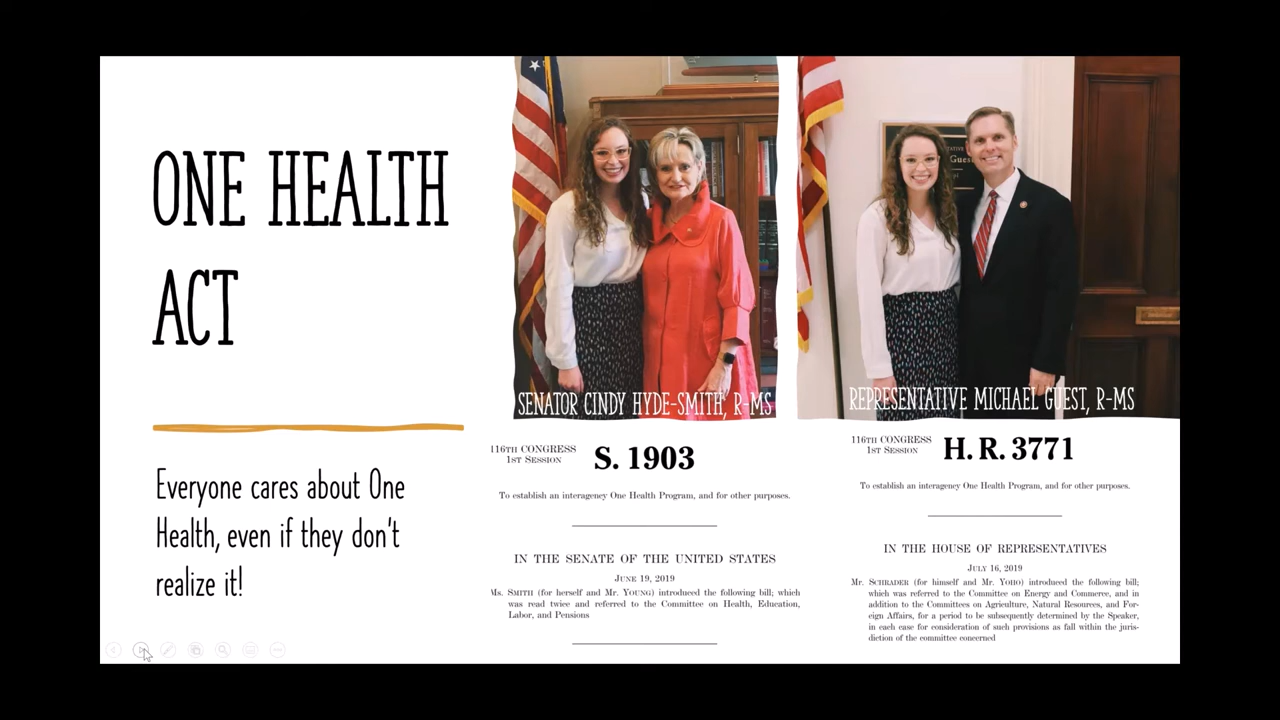 ONE HEALTH
ACT
Everyone cares about One
Health, even if they don't
realize it!
SENATOR CINDY HYDE-SMITH, R-MS
116TH CONGRESS
1ST SESSION
S. 1903
To establish an interagency One Health Program, and for other purposes.
IN THE SENATE OF THE UNITED STATES
JUNE 19, 2019
Ms. SMITH (for herself and Mr. YOUNG) introduced the following bill; which
was read twice and referred to the Committee on Health, Education,
Labor, and Pensions
Gues
REPRESENTATIVE MICHAEL GUEST, R-MS
116TH CONGRESS
1ST SESSION
H. R. 3771
To establish an interagency One Health Program, and for other purposes.
IN THE HOUSE OF REPRESENTATIVES
JULY 16, 2019
Mr. SCHRADER (for himself and Mr. YOHO) introduced the following bill;
which was referred to the Committee on Energy and Commerce, and in
addition to the Committees on Agriculture, Natural Resources, and For-
eign Affairs, for a period to be subsequently determined by the Speaker,
in each case for consideration of such provisions as fall within the juris-
diction of the committee concerned